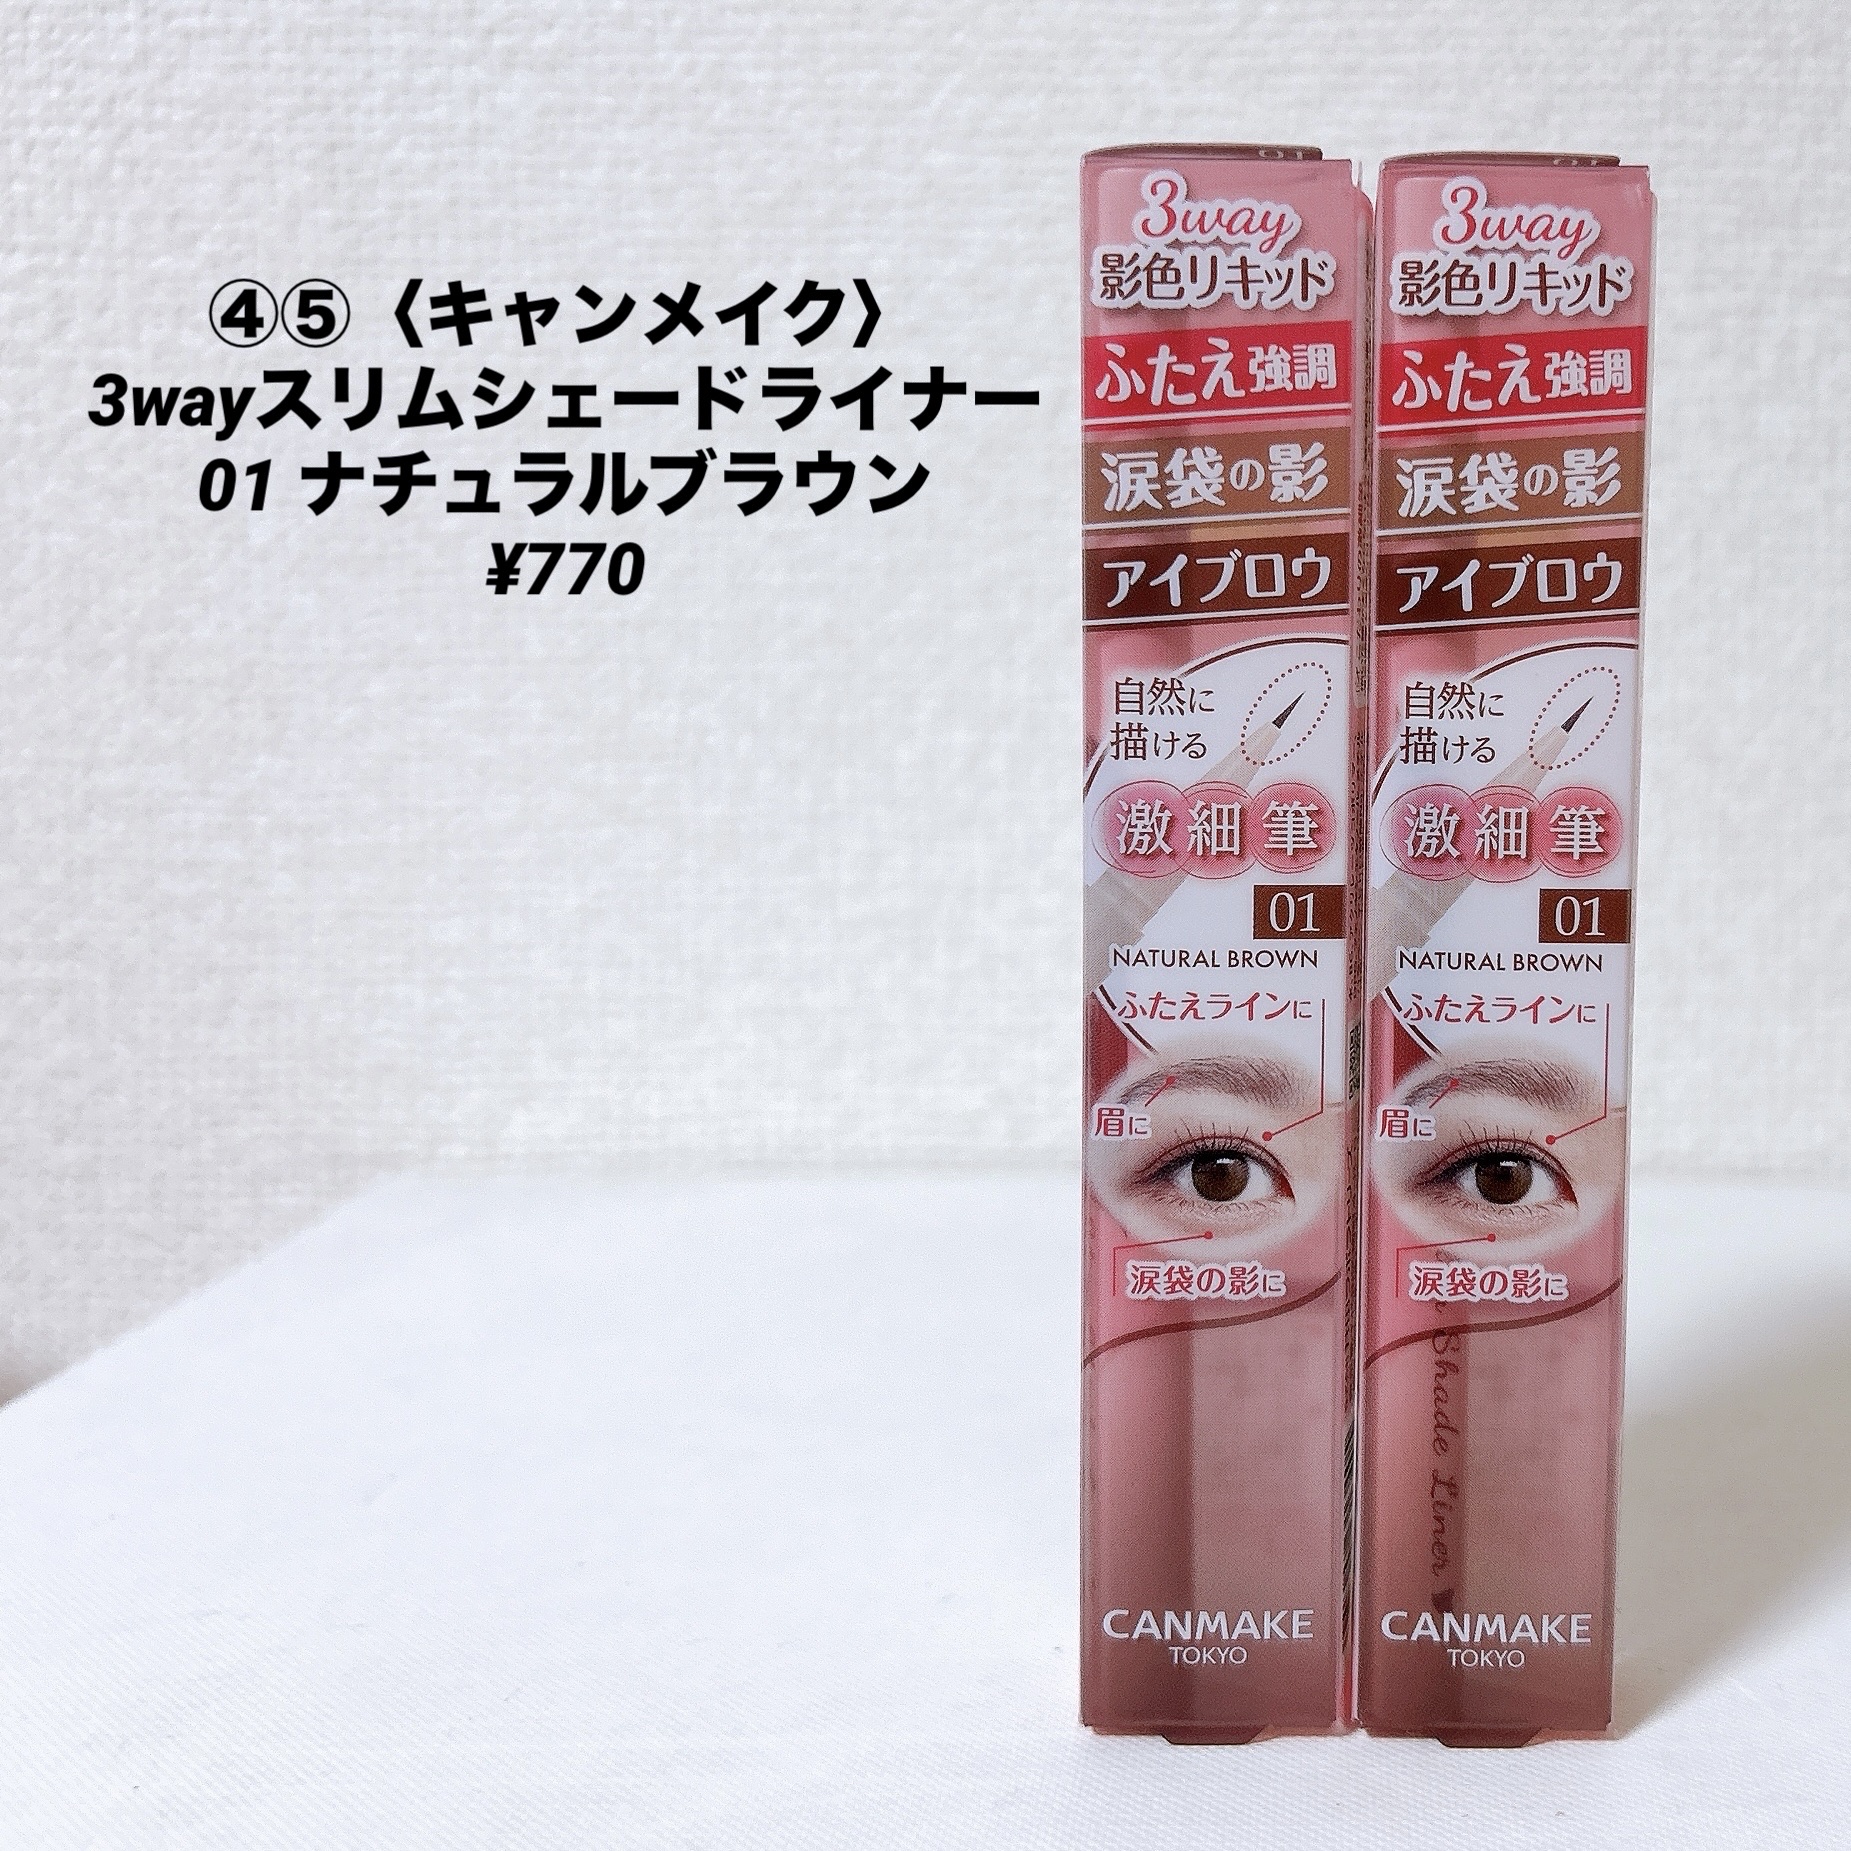 ④⑤〈キャンメイク〉
3wayスリムシェードライナー
01 ナチュラルブラウン
¥770
3way
影色リキッド
ふたえ強調
涙袋の影
アイブロウ
自然に
描ける
激細筆
01
NATURAL BROWN
ふたえラインに
眉に
涙袋の影に
CANMAKE
TOKYO
3way
影色リキッド
ふたえ強調
涙袋の影
アイブロウ
自然に
描ける
激細筆
01
NATURAL BROWN
ふたえラインに
眉に
涙袋の影に
Shade Liner
CANMAKE
TOKYO